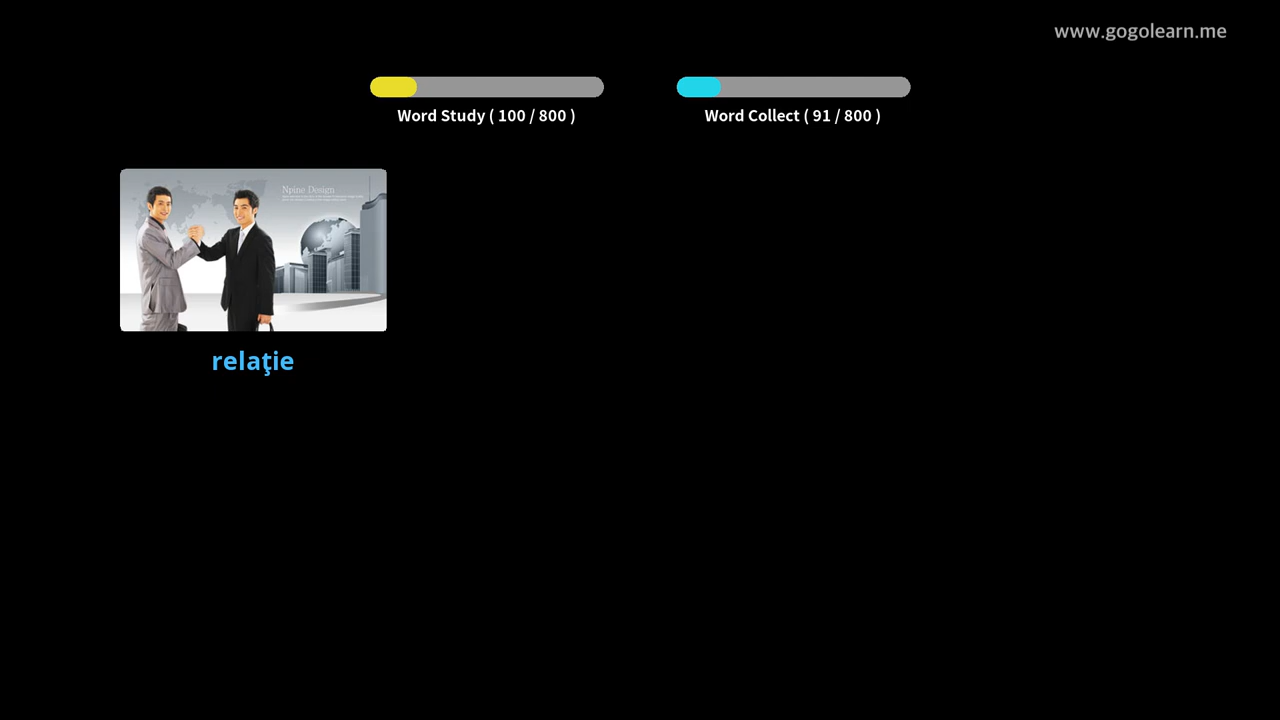 www.gogolearn.me
Word Study ( 100 / 800 )
Word Collect ( 91 / 800 )
Npine Design
relaţie